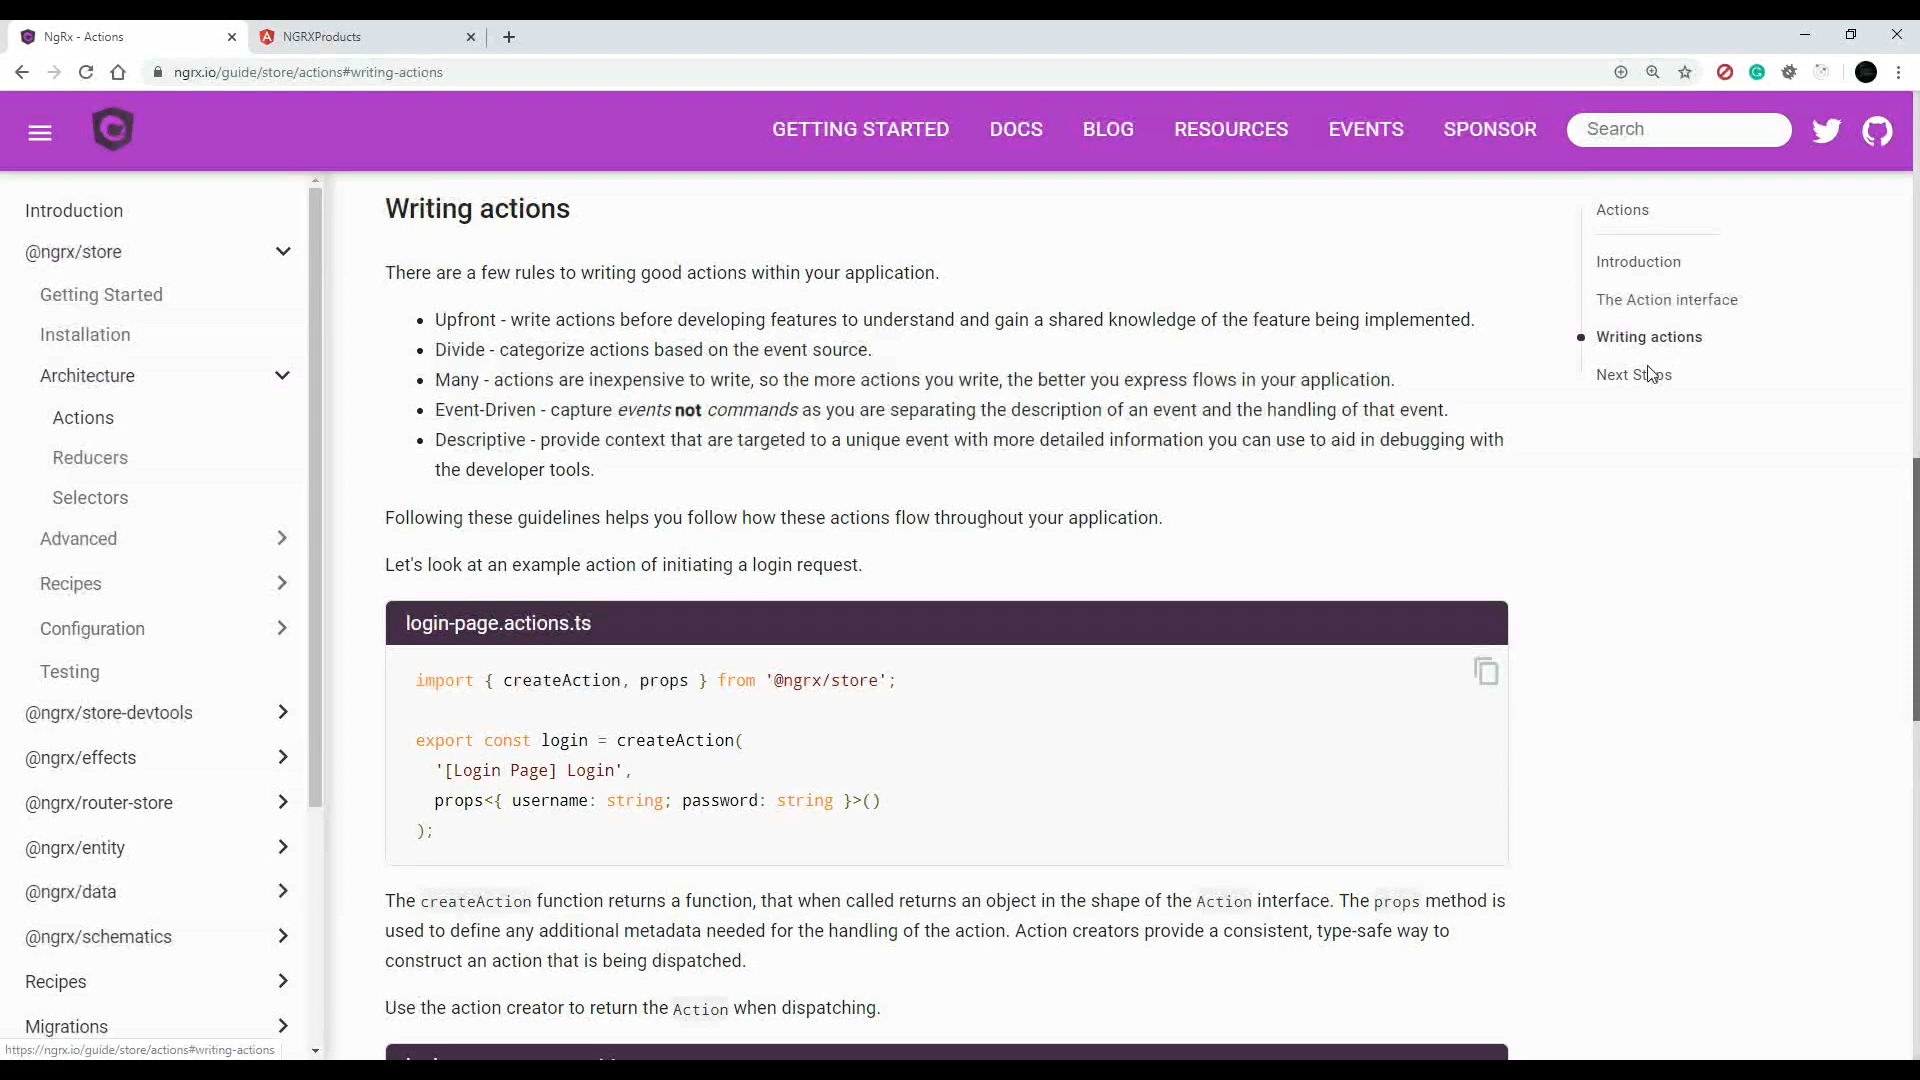 NgRx - Actions
NGRXProducts
ngrx.io/guide/store/actions#writing-actions
GETTING STARTED
DOCS
BLOG
RESOURCES
EVENTS
SPONSOR
Search
Introduction
@ngrx/store
Getting Started
Installation
Architecture
Actions
Reducers
Selectors
Advanced
Recipes
Configuration
Testing
@ngrx/store-devtools
@ngrx/effects
@ngrx/router-store
@ngrx/entity
@ngrx/data
@ngrx/schematics
Recipes
Migrations
https://ngrx.io/guide/store/actions#writing-actions
Writing actions
There are a few rules to writing good actions within your application.
• Upfront - write actions before developing features to understand and gain a shared knowledge of the feature being implemented.
• Divide - categorize actions based on the event source.
• Many - actions are inexpensive to write, so the more actions you write, the better you express flows in your application.
• Event-Driven - capture events not commands as you are separating the description of an event and the handling of that event.
• Descriptive - provide context that are targeted to a unique event with more detailed information you can use to aid in debugging with
the developer tools.
Following these guidelines helps you follow how these actions flow throughout your application.
Let's look at an example action of initiating a login request.
login-page.actions.ts
import { createAction, props } from '@ngrx/store';
export const login = createAction(
'[Login Page] Login',
props<{ username: string; password: string }>()
);
The createAction function returns a function, that when called returns an object in the shape of the Action interface. The props method is
used to define any additional metadata needed for the handling of the action. Action creators provide a consistent, type-safe way to
construct an action that is being dispatched.
Use the action creator to return the Action when dispatching.
Actions
Introduction
The Action interface
Writing actions
Next Steps